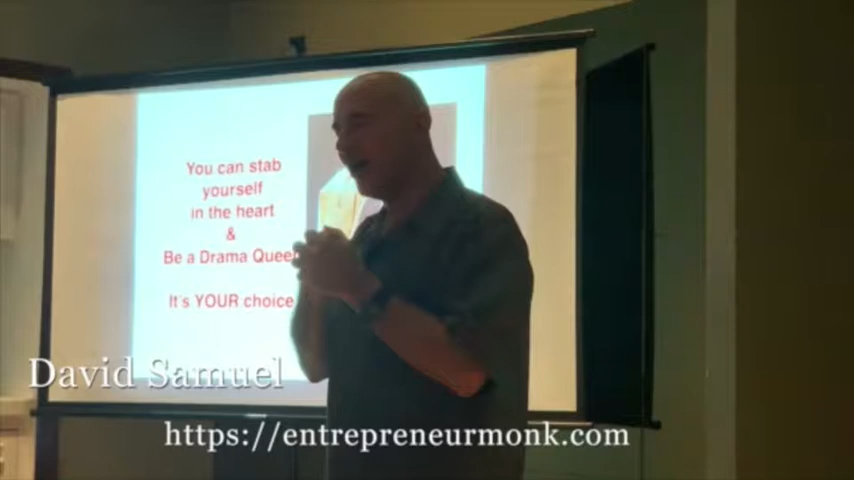 You can stab
yourself
in the heart
&
Be a Drama Queen
It's YOUR choice
David Samuel
https://entrepreneurmonk.com